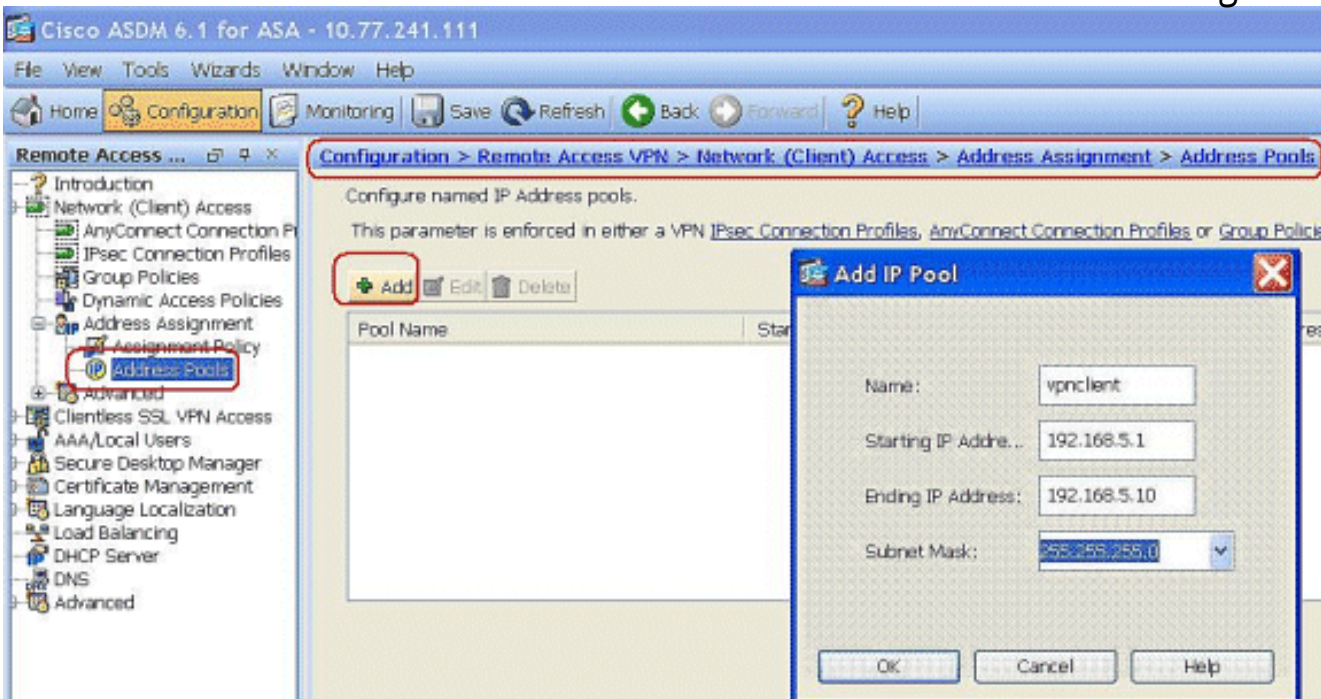 Cisco ASDM 6.1 for ASA - 10.77.241.111
File View Tools Wizards Window Help
Home Configuration Monitoring Save Refresh Back Forward Help
Remote Access ...
Configuration > Remote Access VPN > Network (Client) Access > Address Assignment > Address Pools
Introduction
Network (Client) Access
AnyConnect Connection P
IPsec Connection Profiles
Group Policies
Dynamic Access Policies
Address Assignment
Assignment Policy
Address Pools
Advanced
Clientless SSL VPN Access
AAA/Local Users
Secure Desktop Manager
Certificate Management
Language Localization
Load Balancing
DHCP Server
DNS
Advanced
Configure named IP Address pools.
This parameter is enforced in either a VPN IPsec Connection Profiles, AnyConnect Connection Profiles or Group Policie
Add Edit Delete
Pool Name Star
Add IP Pool
Name: vpnclient
Starting IP Addre... 192.168.5.1
Ending IP Address: 192.168.5.10
Subnet Mask: 255.255.255.0
OK Cancel Help